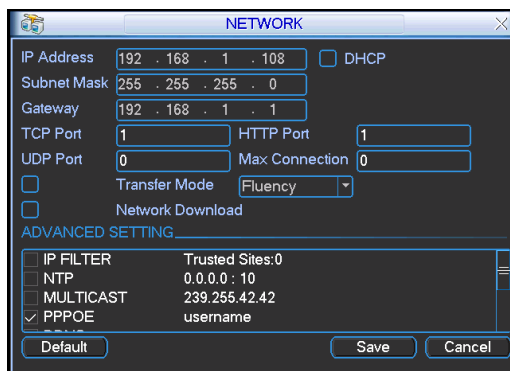 NETWORK
IP Address 192 . 168 . 1 . 108 DHCP
Subnet Mask 255 . 255 . 255 . 0
Gateway 192 . 168 . 1 . 1
TCP Port 1 HTTP Port 1
UDP Port 0 Max Connection 0
Transfer Mode Fluency
Network Download
ADVANCED SETTING
IP FILTER Trusted Sites:0
NTP 0.0.0.0 : 10
MULTICAST 239.255.42.42
PPPOE username
Default Save Cancel